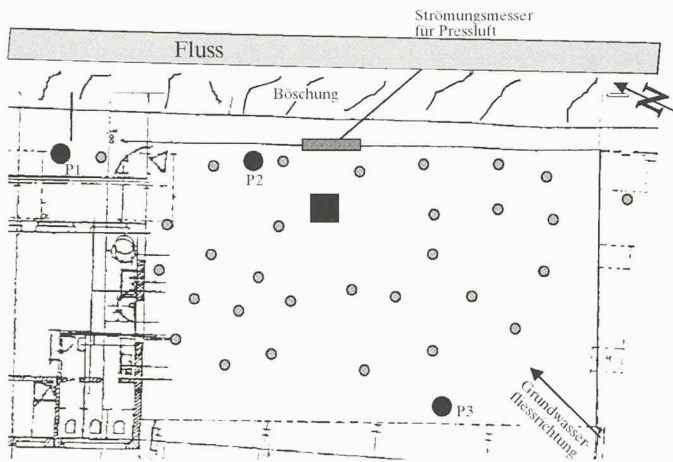 Strömungsmesser
für Pressluft
Fluss
Böschung
N
P1
P2
P3
Grundwasser-
fliessrichtung